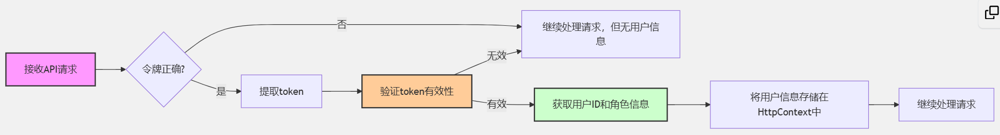 接收API请求
令牌正确?
否
是
提取token
验证token有效性
无效
有效
继续处理请求，但无用户信
息
获取用户ID和角色信息
将用户信息存储在
HttpContext中
继续处理请求